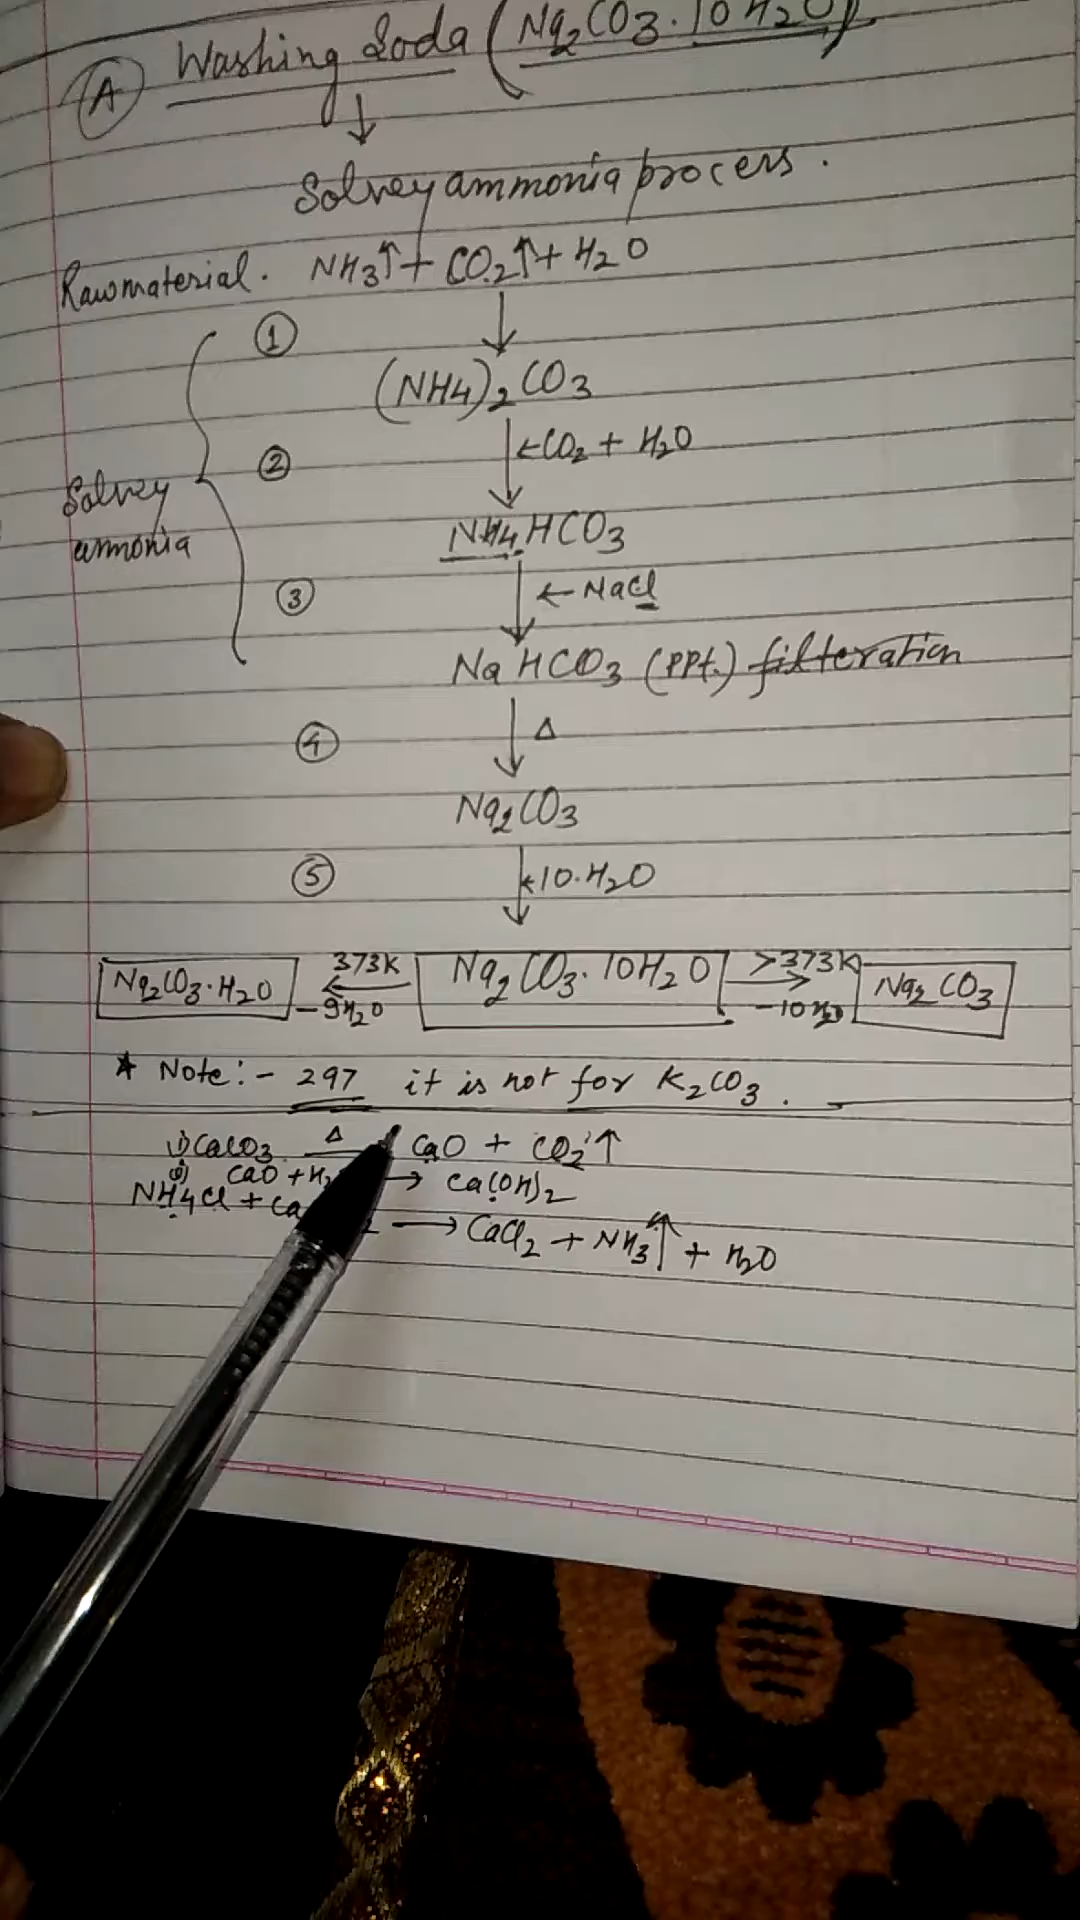 (A) Washing Soda (Na2CO3.10H2O)
↓
Solvey ammonia process.
Rawmaterial. NH3↑ + CO2↑ + H2O
① ↓
(NH4)2CO3
② ↓ ← CO2 + H2O
Solvey ammonia
NH4HCO3
③ ↓ ← NaCl
NaHCO3 (PPt.) filteration
④ ↓ Δ
Na2CO3
⑤ ↓ ← 10.H2O
Na2CO3.H2O ← 373K -9H2O Na2CO3.10H2O >373K → -10H2O Na2CO3
* Note:- 297 it is not for K2CO3.
i) CaCO3 Δ CaO + CO2↑
(ii) CaO + H2 → Ca(OH)2
NH4Cl + Ca 2 → CaCl2 + NH3↑ + H2O